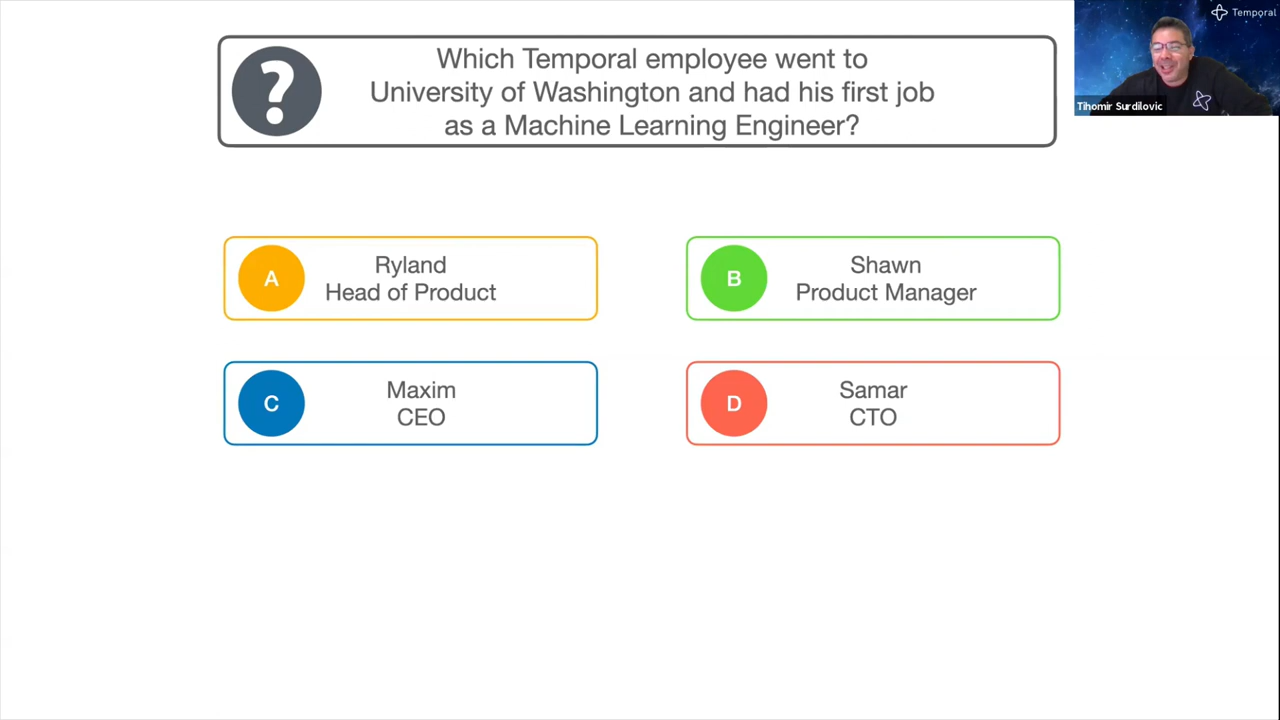 Which Temporal employee went to
University of Washington and had his first job
as a Machine Learning Engineer?
Temporal
Tihomir Surdilovic
A
Ryland
Head of Product
B
Shawn
Product Manager
C
Maxim
CEO
D
Samar
CTO